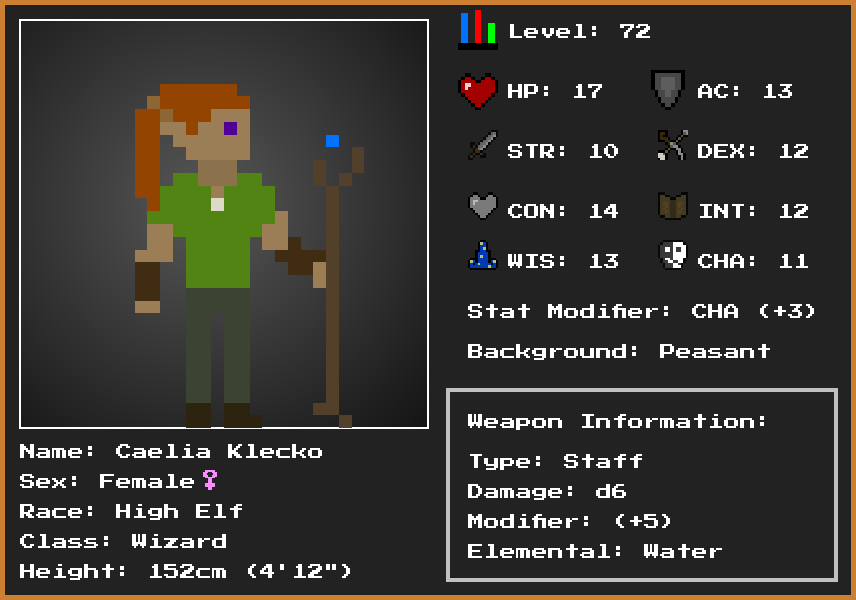 Level: 72
HP: 17
AC: 13
STR: 10
DEX: 12
CON: 14
INT: 12
WIS: 13
CHA: 11
Stat Modifier: CHA (+3)
Background: Peasant
Weapon Information:
Type: Staff
Damage: d6
Modifier: (+5)
Elemental: Water
Name: Caelia Klecko
Sex: Female♀
Race: High Elf
Class: Wizard
Height: 152cm (4'12")